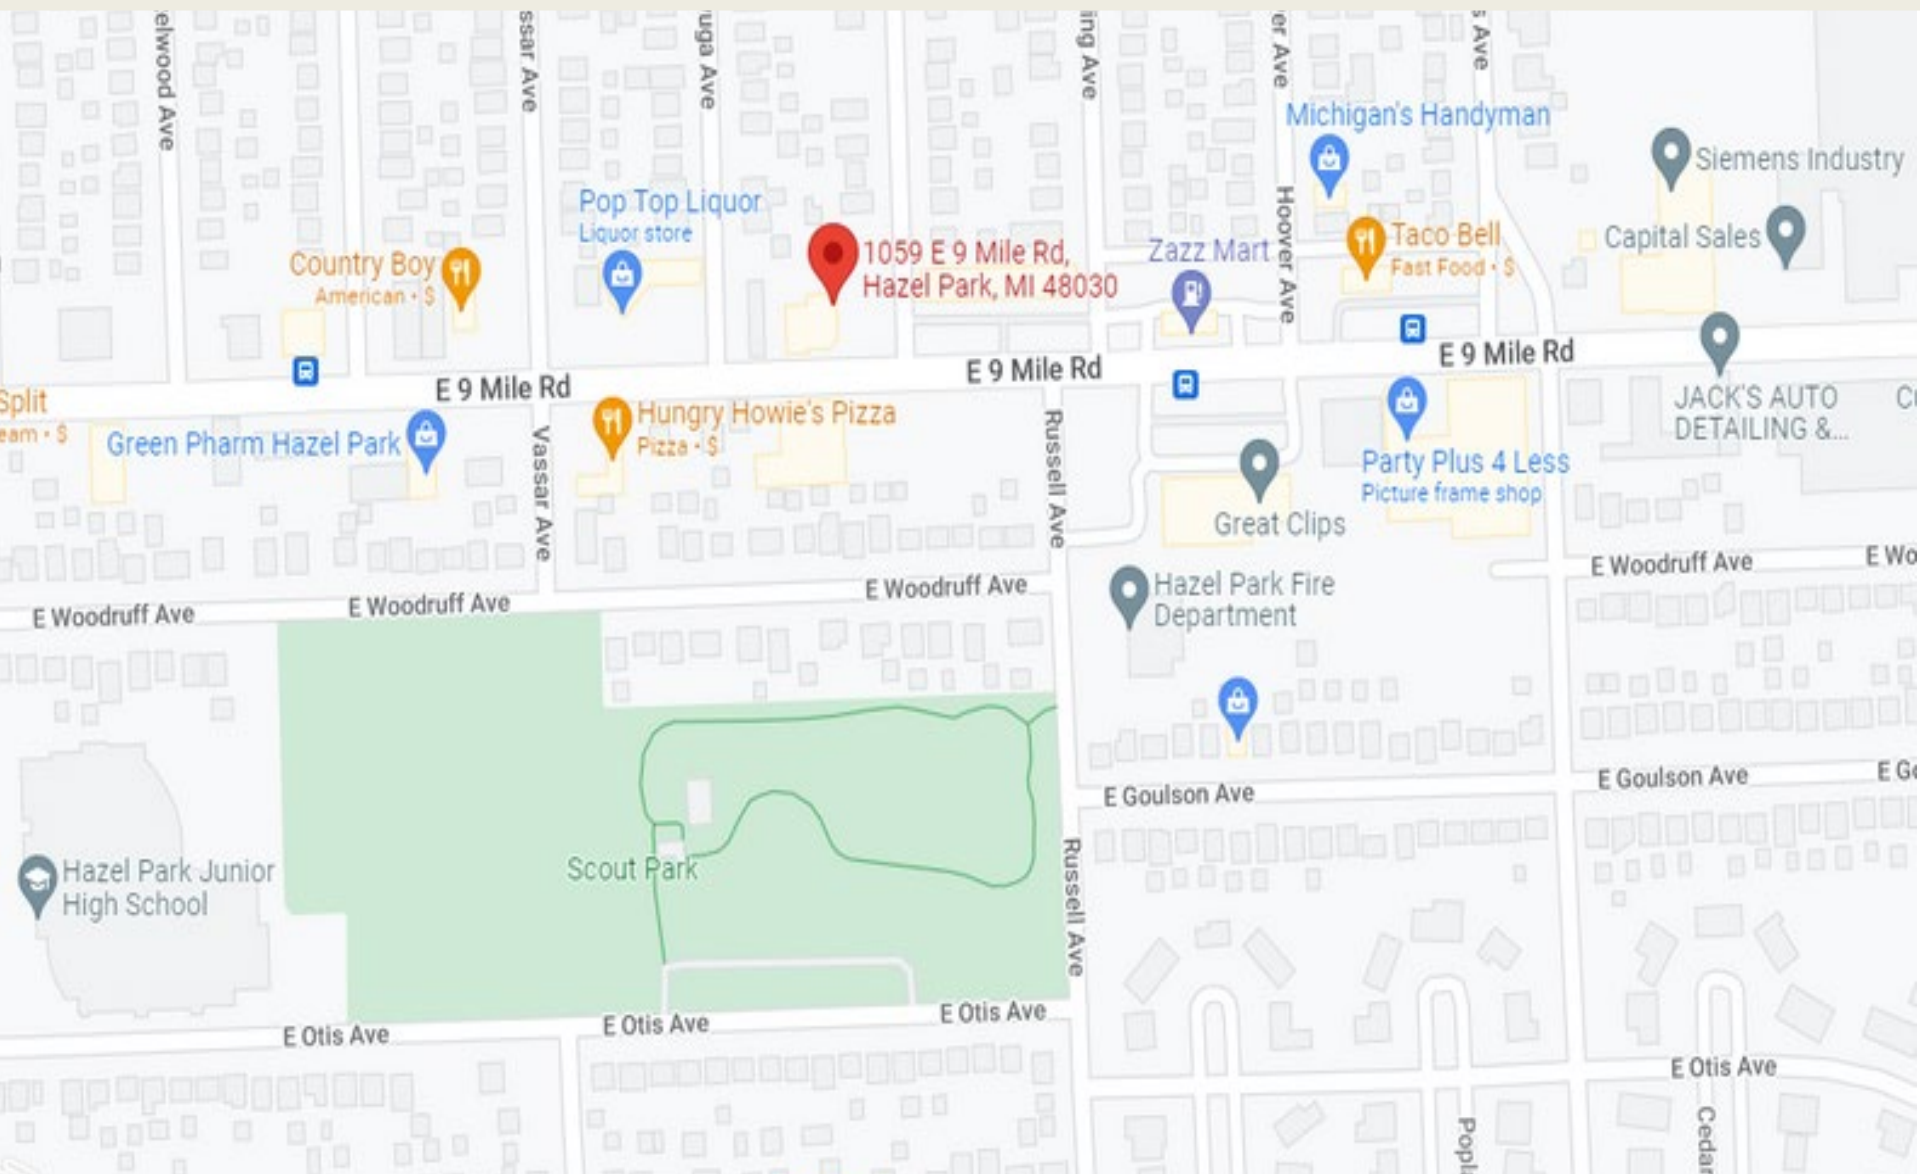 elwood Ave
ssar Ave
uga Ave
ing Ave
er Ave
s Ave
Michigan's Handyman
Siemens Industry
Pop Top Liquor
Liquor store
Hoover Ave
Taco Bell
Fast Food • $
Capital Sales
Country Boy
American • $
1059 E 9 Mile Rd,
Hazel Park, MI 48030
Zazz Mart
E 9 Mile Rd
E 9 Mile Rd
E 9 Mile Rd
Split
eam • $
Green Pharm Hazel Park
Hungry Howie's Pizza
Pizza • $
JACK'S AUTO
DETAILING &...
Vassar Ave
Russell Ave
Party Plus 4 Less
Picture frame shop
Great Clips
E Woodruff Ave
E Wo
E Woodruff Ave
E Woodruff Ave
E Woodruff Ave
Hazel Park Fire
Department
E Goulson Ave
E Goulson Ave
Scout Park
Hazel Park Junior
High School
Russell Ave
E Otis Ave
E Otis Ave
E Otis Ave
E Otis Ave
Popl
Cedar